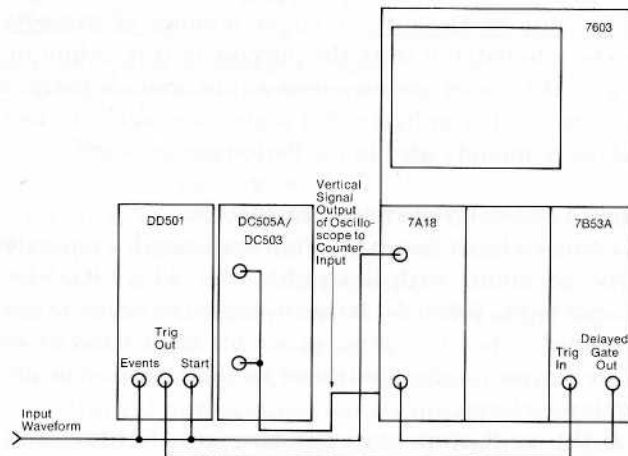 7603
Vertical
Signal
Output
of Oscillo-
scope to
Counter
Input
DD501
DC505A/
DC503
7A18
7B53A
Trig
Out
Events
Start
Trig
In
Delayed
Gate
Out
Input
Waveform